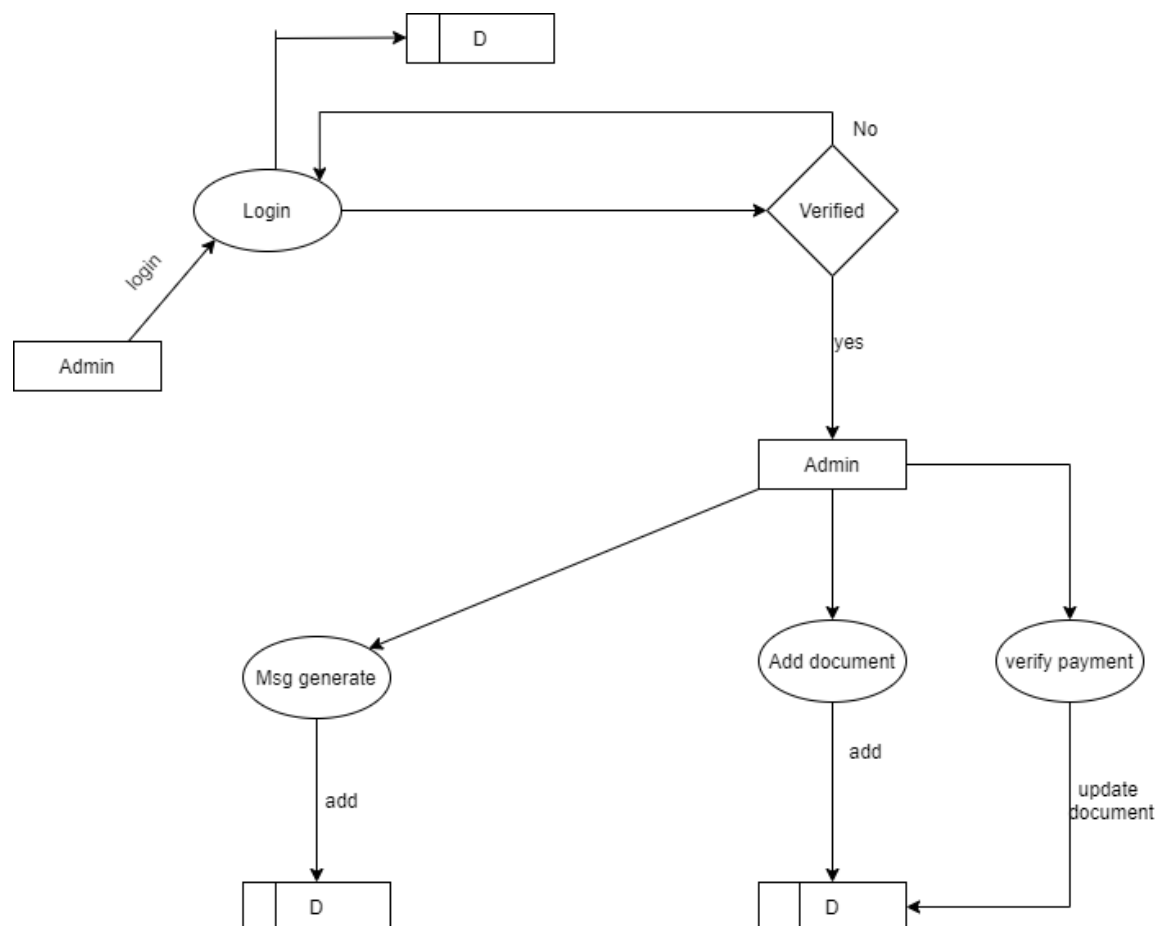 D
No
Login
Verified
login
yes
Admin
Admin
Msg generate
Add document
verify payment
add
add
update
document
D
D